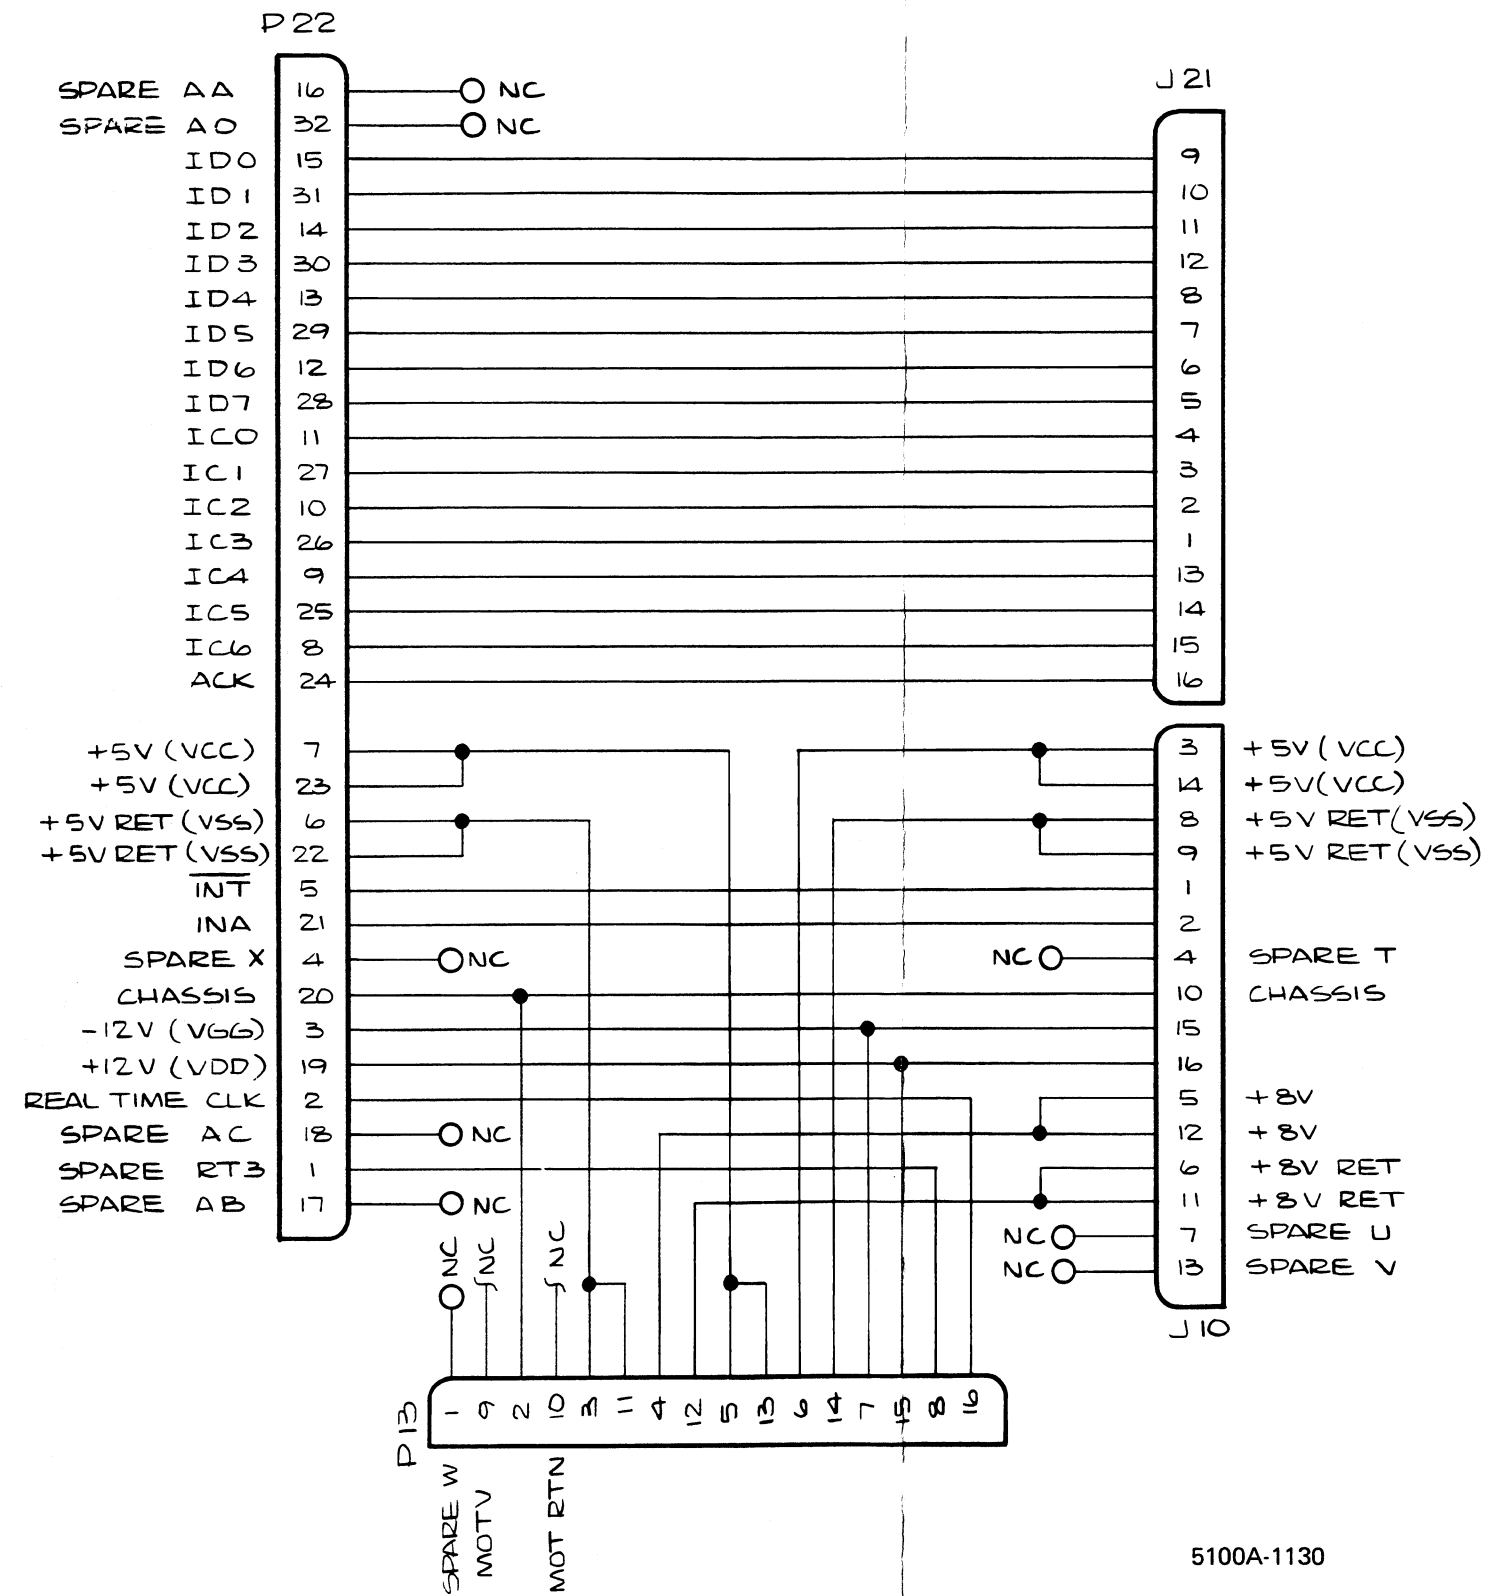 P22
J21
SPARE AA 16 NC
SPARE AO 32 NC
ID0 15 9
ID1 31 10
ID2 14 11
ID3 30 12
ID4 13 8
ID5 29 7
ID6 12 6
ID7 28 5
IC0 11 4
IC1 27 3
IC2 10 2
IC3 26 1
IC4 9 13
IC5 25 14
IC6 8 15
ACK 24 16
+5V (VCC) 7 3 +5V (VCC)
+5V (VCC) 23 14 +5V (VCC)
+5V RET (VSS) 6 8 +5V RET (VSS)
+5V RET (VSS) 22 9 +5V RET (VSS)
INT 5 1
INA 21 2
SPARE X 4 NC NC 4 SPARE T
CHASSIS 20 10 CHASSIS
-12V (VGG) 3 15
+12V (VDD) 19 16
REAL TIME CLK 2 5 +8V
SPARE AC 18 NC 12 +8V
SPARE RT3 1 6 +8V RET
SPARE AB 17 NC 11 +8V RET
NC 7 SPARE U
NC 13 SPARE V
J10
NC NC NC
P13
1 9 2 10 3 11 4 12 5 13 6 14 7 15 8 16
SPARE W
MOTV
MOT RTN
5100A-1130